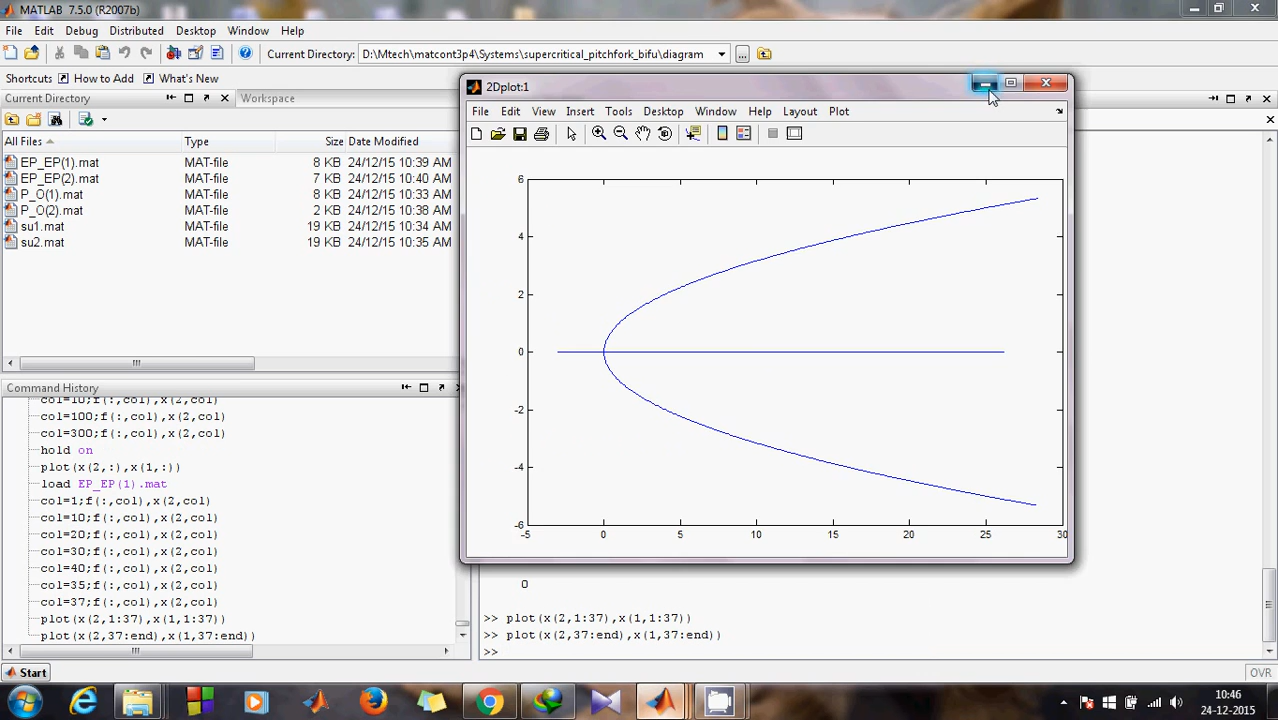 MATLAB 7.5.0 (R2007b)
File Edit Debug Distributed Desktop Window Help
Current Directory: D:\Mtech\matcont3p4\Systems\supercritical_pitchfork_bifu\diagram ...
Shortcuts How to Add What's New
Current Directory Workspace
All Files Type Size Date Modified
EP_EP(1).mat MAT-file 8 KB 24/12/15 10:39 AM
EP_EP(2).mat MAT-file 7 KB 24/12/15 10:40 AM
P_O(1).mat MAT-file 8 KB 24/12/15 10:33 AM
P_O(2).mat MAT-file 2 KB 24/12/15 10:38 AM
su1.mat MAT-file 19 KB 24/12/15 10:34 AM
su2.mat MAT-file 19 KB 24/12/15 10:35 AM
Command History
col=10;f(:,col),x(2,col)
col=100;f(:,col),x(2,col)
col=300;f(:,col),x(2,col)
hold on
plot(x(2,:),x(1,:))
load EP_EP(1).mat
col=1;f(:,col),x(2,col)
col=10;f(:,col),x(2,col)
col=20;f(:,col),x(2,col)
col=30;f(:,col),x(2,col)
col=40;f(:,col),x(2,col)
col=35;f(:,col),x(2,col)
col=37;f(:,col),x(2,col)
plot(x(2,1:37),x(1,1:37))
plot(x(2,37:end),x(1,37:end))
2Dplot:1
File Edit View Insert Tools Desktop Window Help Layout Plot
6
4
2
0
-2
-4
-6
-5 0 5 10 15 20 25 30
0
>> plot(x(2,1:37),x(1,1:37))
>> plot(x(2,37:end),x(1,37:end))
>>
Start OVR
10:46
24-12-2015